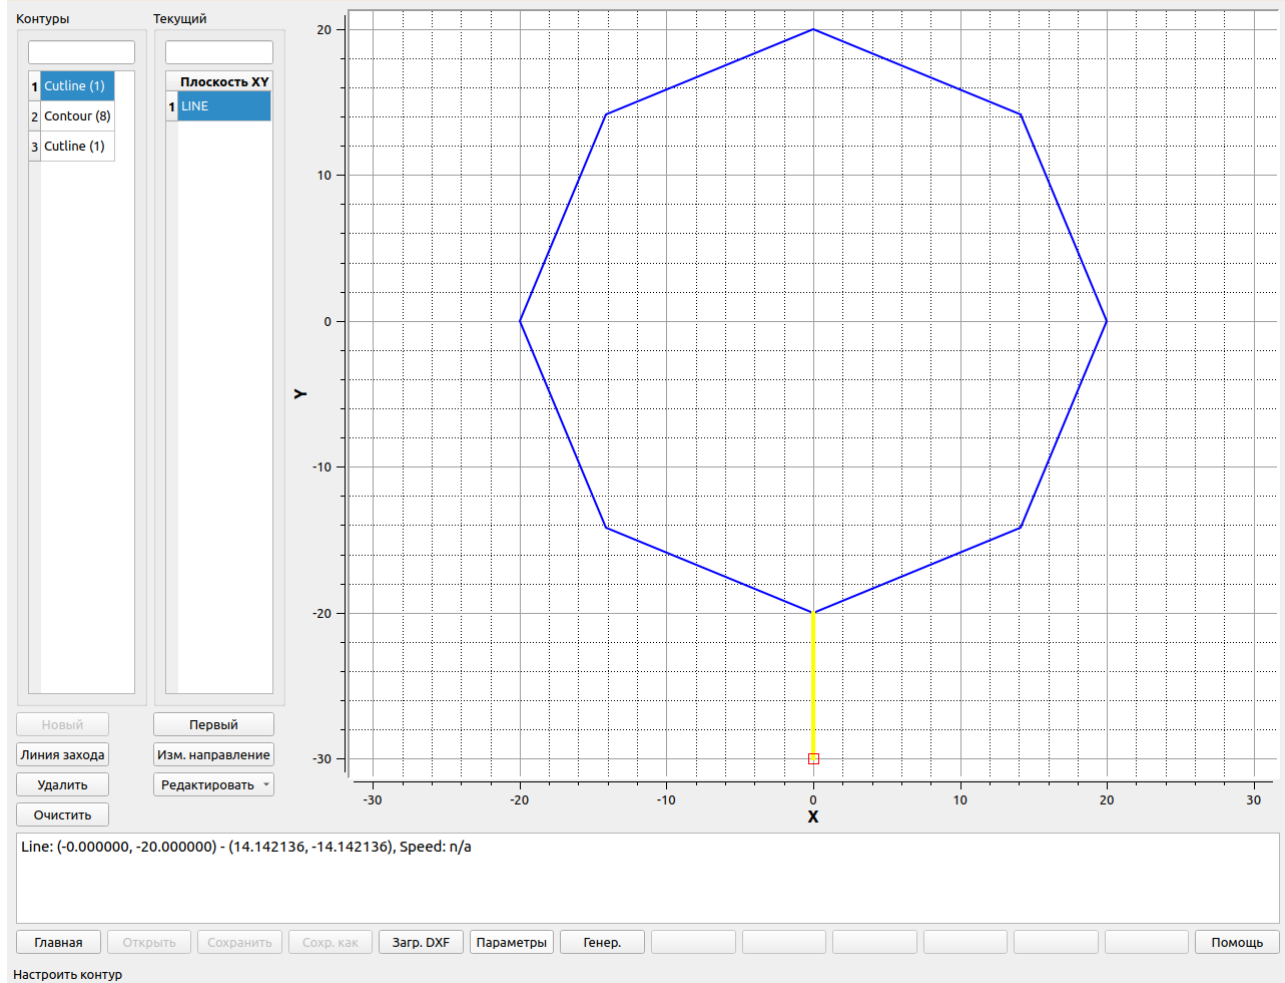 Контуры
Текущий
1 Cutline (1)
2 Contour (8)
3 Cutline (1)
Плоскость XY
1 LINE
20
10
0
-10
-20
-30
Y
-30
-20
-10
0
10
20
30
X
Новый
Первый
Линия захода
Изм. направление
Удалить
Редактировать
Очистить
Line: (-0.000000, -20.000000) - (14.142136, -14.142136), Speed: n/a
Главная
Открыть
Сохранить
Сохр. как
Загр. DXF
Параметры
Генер.
Помощь
Настроить контур